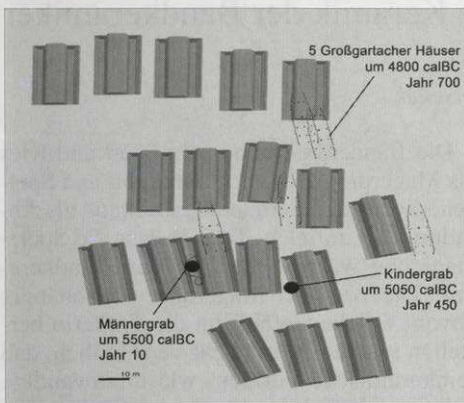 5 Großgartacher Häuser
um 4800 calBC
Jahr 700
Männergrab
um 5500 calBC
Jahr 10
Kindergrab
um 5050 calBC
Jahr 450
10 m